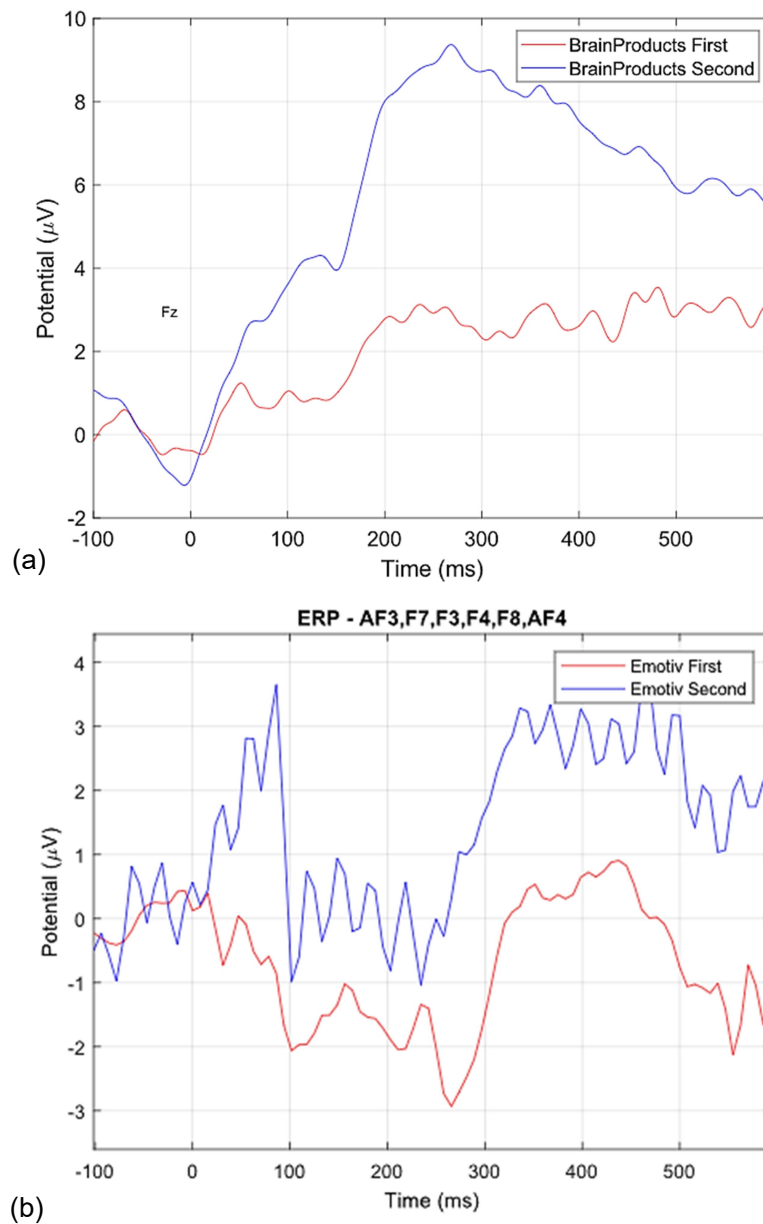 10
BrainProducts First
BrainProducts Second
8
6
4
Fz
2
0
-2
Potential (μV)
-100 0 100 200 300 400 500
Time (ms)
(a)
ERP - AF3,F7,F3,F4,F8,AF4
4
Emotiv First
Emotiv Second
3
2
1
0
-1
-2
-3
Potential (μV)
-100 0 100 200 300 400 500
Time (ms)
(b)